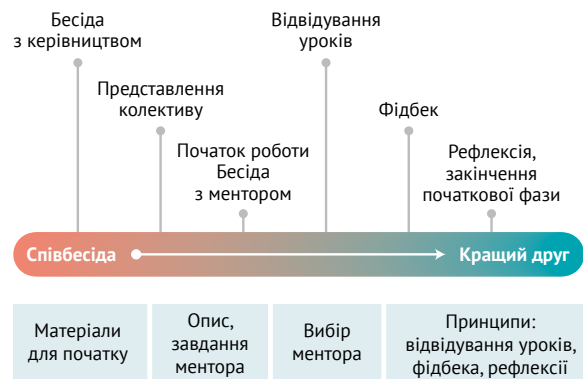 Бесіда
з керівництвом
Представлення
колективу
Початок роботи
Бесіда
з ментором
Відвідування
уроків
Фідбек
Рефлексія,
закінчення
початкової фази
Співбесіда
Кращий друг
Матеріали
для початку
Опис,
завдання
ментора
Вибір
ментора
Принципи:
відвідування уроків,
фідбека, рефлексії